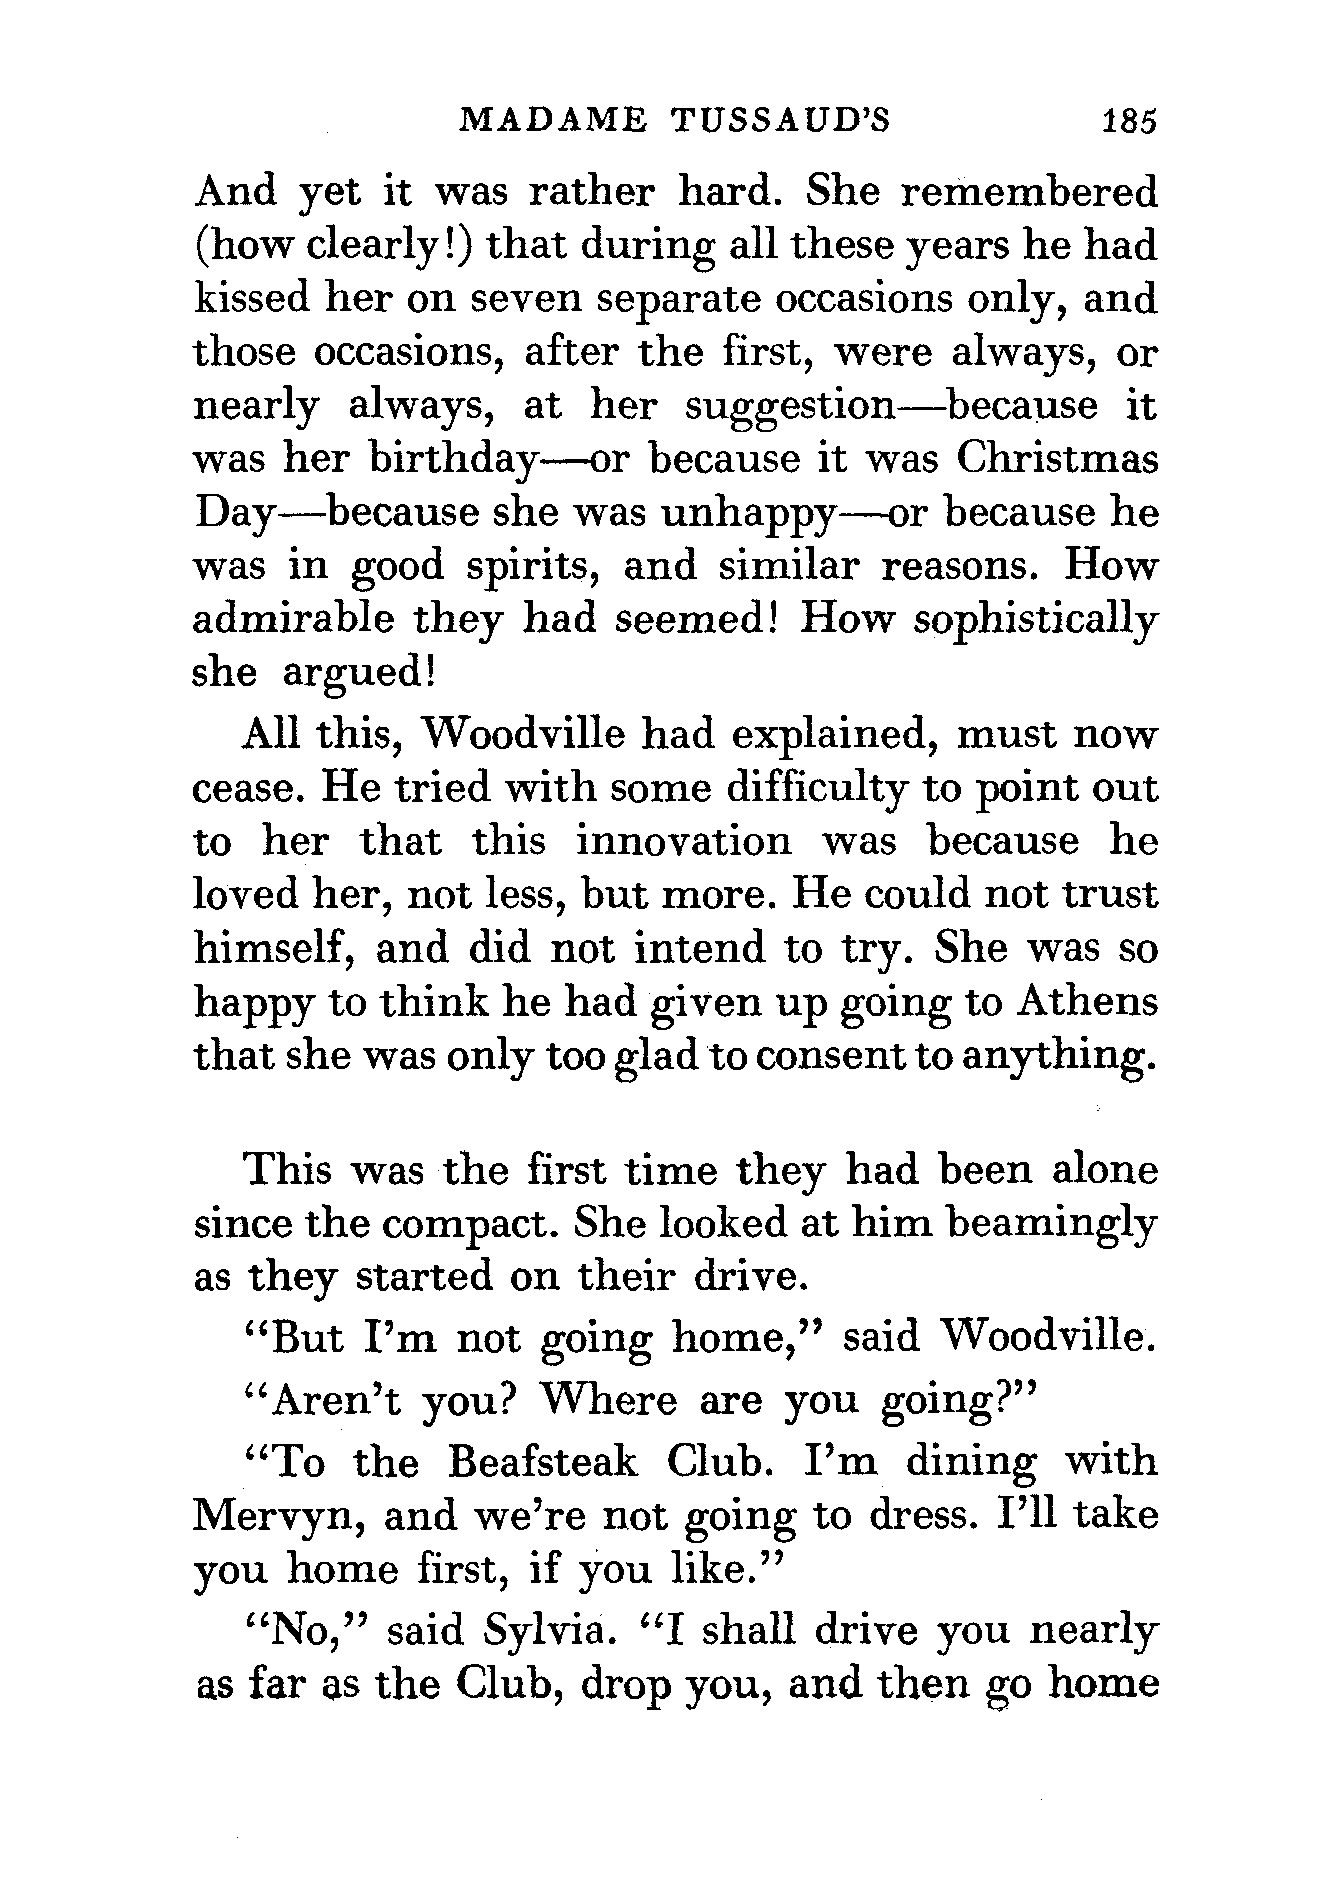 MADAME TUSSAUD'S 185
And yet it was rather hard. She remembered
(how clearly!) that during all these years he had
kissed her on seven separate occasions only, and
those occasions, after the first, were always, or
nearly always, at her suggestion—because it
was her birthday—or because it was Christmas
Day—because she was unhappy—or because he
was in good spirits, and similar reasons. How
admirable they had seemed! How sophistically
she argued!
All this, Woodville had explained, must now
cease. He tried with some difficulty to point out
to her that this innovation was because he
loved her, not less, but more. He could not trust
himself, and did not intend to try. She was so
happy to think he had given up going to Athens
that she was only too glad to consent to anything.
This was the first time they had been alone
since the compact. She looked at him beamingly
as they started on their drive.
“But I’m not going home,” said Woodville.
“Aren’t you? Where are you going?”
“To the Beafsteak Club. I’m dining with
Mervyn, and we’re not going to dress. I’ll take
you home first, if you like.”
“No,” said Sylvia. “I shall drive you nearly
as far as the Club, drop you, and then go home